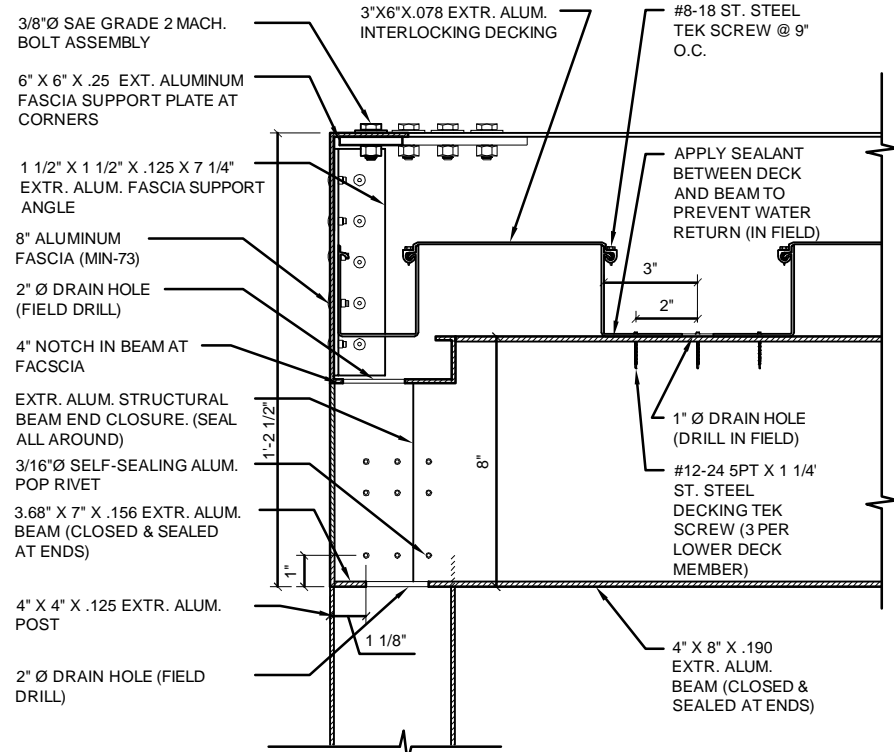 3/8"Ø SAE GRADE 2 MACH.
BOLT ASSEMBLY
6" X 6" X .25 EXT. ALUMINUM
FASCIA SUPPORT PLATE AT
CORNERS
1 1/2" X 1 1/2" X .125 X 7 1/4"
EXTR. ALUM. FASCIA SUPPORT
ANGLE
8" ALUMINUM
FASCIA (MIN-73)
2" Ø DRAIN HOLE
(FIELD DRILL)
4" NOTCH IN BEAM AT
FACSCIA
EXTR. ALUM. STRUCTURAL
BEAM END CLOSURE. (SEAL
ALL AROUND)
3/16"Ø SELF-SEALING ALUM.
POP RIVET
3.68" X 7" X .156 EXTR. ALUM.
BEAM (CLOSED & SEALED
AT ENDS)
4" X 4" X .125 EXTR. ALUM.
POST
2" Ø DRAIN HOLE (FIELD
DRILL)
1'-2 1/2"
1"
1 1/8"
8"
3"X6"X.078 EXTR. ALUM.
INTERLOCKING DECKING
3"
2"
#8-18 ST. STEEL
TEK SCREW @ 9"
O.C.
APPLY SEALANT
BETWEEN DECK
AND BEAM TO
PREVENT WATER
RETURN (IN FIELD)
1" Ø DRAIN HOLE
(DRILL IN FIELD)
#12-24 5PT X 1 1/4'
ST. STEEL
DECKING TEK
SCREW (3 PER
LOWER DECK
MEMBER)
4" X 8" X .190
EXTR. ALUM.
BEAM (CLOSED &
SEALED AT ENDS)